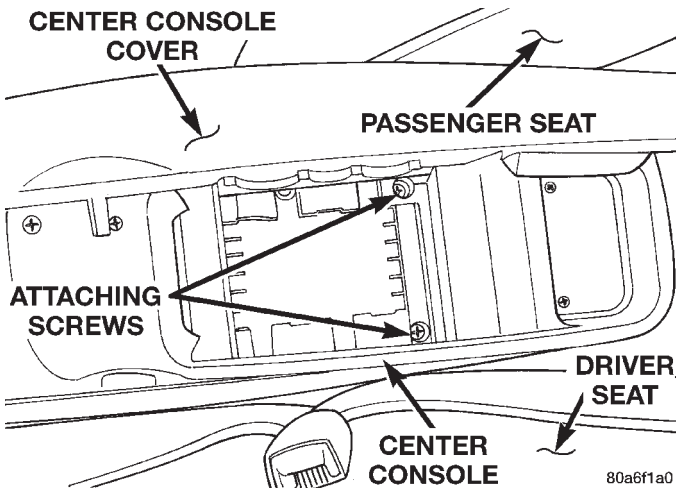 CENTER CONSOLE
COVER
PASSENGER SEAT
ATTACHING
SCREWS
DRIVER
SEAT
CENTER
CONSOLE
80a6f1a0